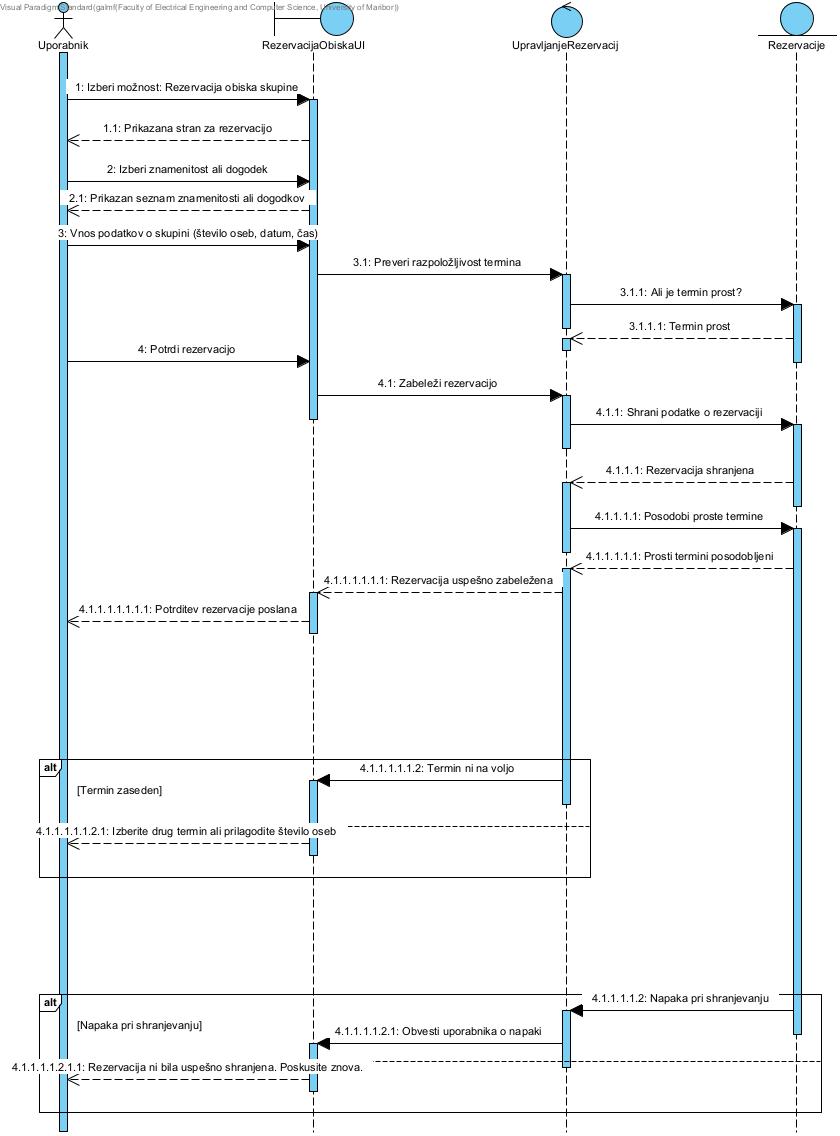 Visual Paradigm Standard(galmf(Faculty of Electrical Engineering and Computer Science, University of Maribor))
Uporabnik
RezervacijaObiskaUI
UpravljanjeRezervacij
Rezervacije
1: Izberi možnost: Rezervacija obiska skupine
1.1: Prikazana stran za rezervacijo
2: Izberi znamenitost ali dogodek
2.1: Prikazan seznam znamenitosti ali dogodkov
3: Vnos podatkov o skupini (število oseb, datum, čas)
3.1: Preveri razpoložljivost termina
3.1.1: Ali je termin prost?
3.1.1.1: Termin prost
4: Potrdi rezervacijo
4.1: Zabeleži rezervacijo
4.1.1: Shrani podatke o rezervaciji
4.1.1.1: Rezervacija shranjena
4.1.1.1.1: Posodobi proste termine
4.1.1.1.1.1: Prosti termini posodobljeni
4.1.1.1.1.1.1: Rezervacija uspešno zabeležena
4.1.1.1.1.1.1.1: Potrditev rezervacije poslana
alt
4.1.1.1.1.1.2: Termin ni na voljo
[Termin zaseden]
4.1.1.1.1.1.2.1: Izberite drug termin ali prilagodite število oseb
alt
4.1.1.1.1.2: Napaka pri shranjevanju
[Napaka pri shranjevanju]
4.1.1.1.1.2.1: Obvesti uporabnika o napaki
4.1.1.1.1.2.1.1: Rezervacija ni bila uspešno shranjena. Poskusite znova.